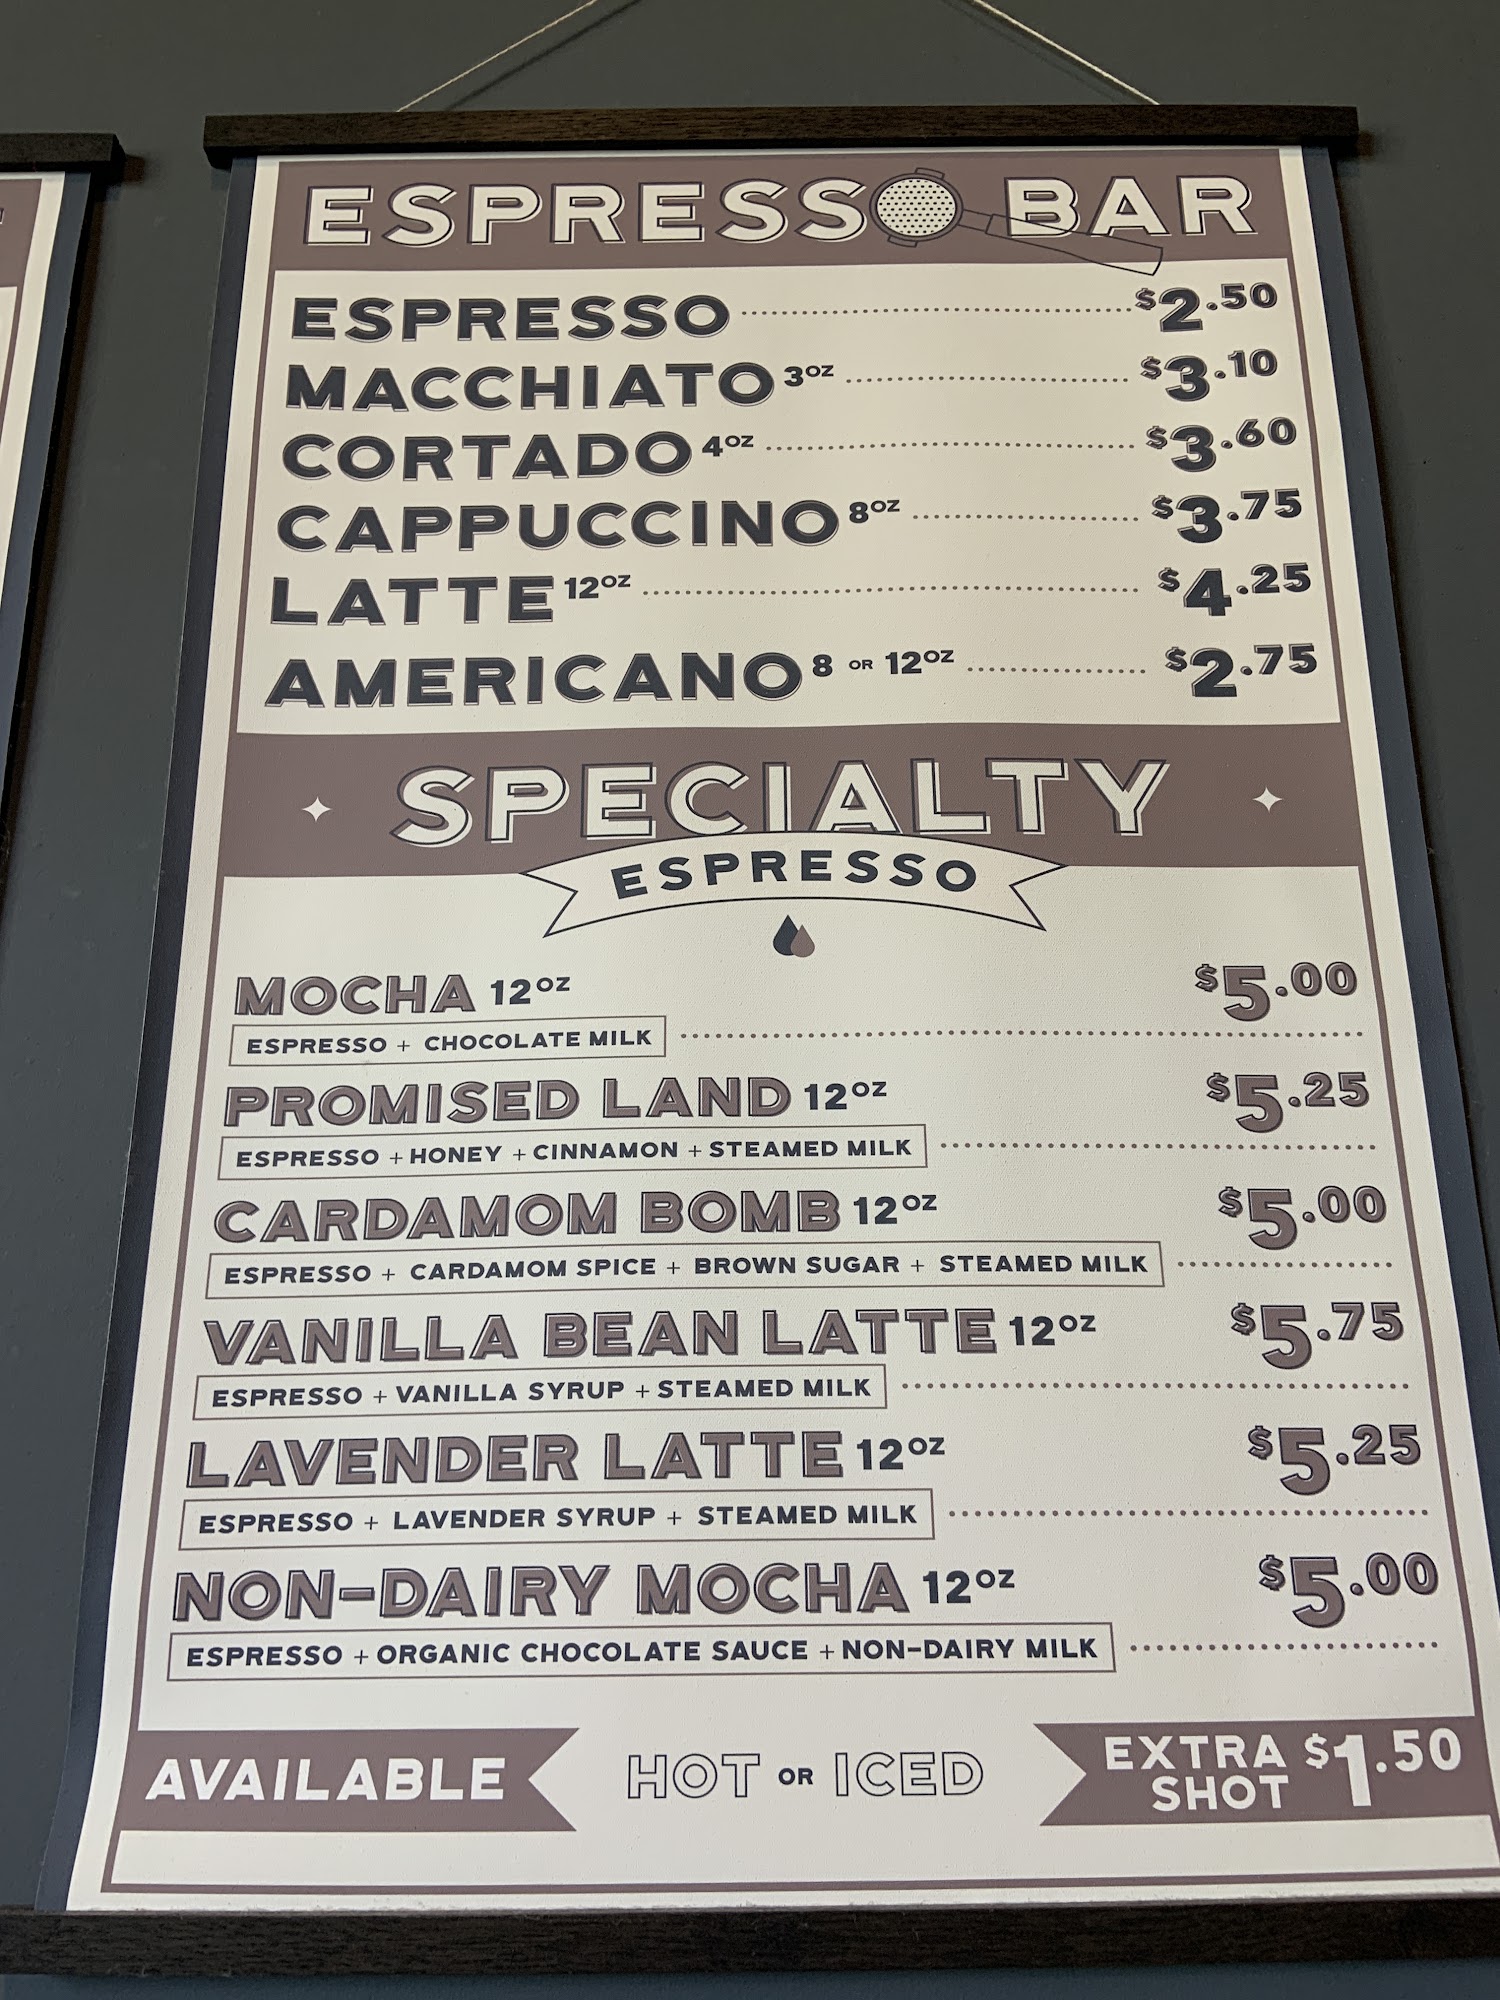 ESPRESSO BAR
ESPRESSO $2.50
MACCHIATO 3OZ $3.10
CORTADO 4OZ $3.60
CAPPUCCINO 8OZ $3.75
LATTE 12OZ $4.25
AMERICANO 8 OR 12OZ $2.75
SPECIALTY
ESPRESSO
MOCHA 12OZ $5.00
ESPRESSO + CHOCOLATE MILK
PROMISED LAND 12OZ $5.25
ESPRESSO + HONEY + CINNAMON + STEAMED MILK
CARDAMOM BOMB 12OZ $5.00
ESPRESSO + CARDAMOM SPICE + BROWN SUGAR + STEAMED MILK
VANILLA BEAN LATTE 12OZ $5.75
ESPRESSO + VANILLA SYRUP + STEAMED MILK
LAVENDER LATTE 12OZ $5.25
ESPRESSO + LAVENDER SYRUP + STEAMED MILK
NON-DAIRY MOCHA 12OZ $5.00
ESPRESSO + ORGANIC CHOCOLATE SAUCE + NON-DAIRY MILK
AVAILABLE HOT OR ICED EXTRA SHOT $1.50